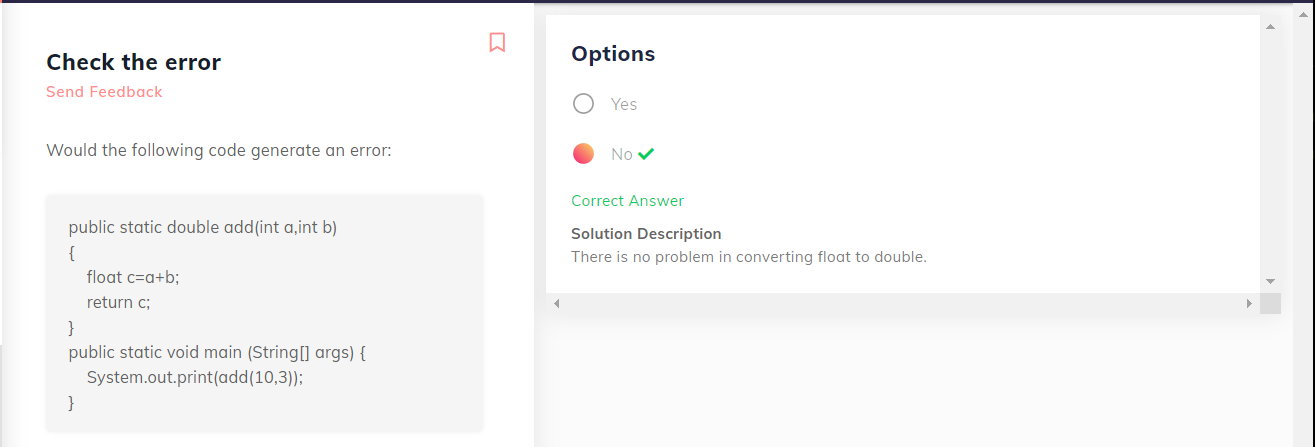 Check the error
Send Feedback
Would the following code generate an error:
public static double add(int a,int b)
{
float c=a+b;
return c;
}
public static void main (String[] args) {
System.out.print(add(10,3));
}
Options
Yes
No
Correct Answer
Solution Description
There is no problem in converting float to double.